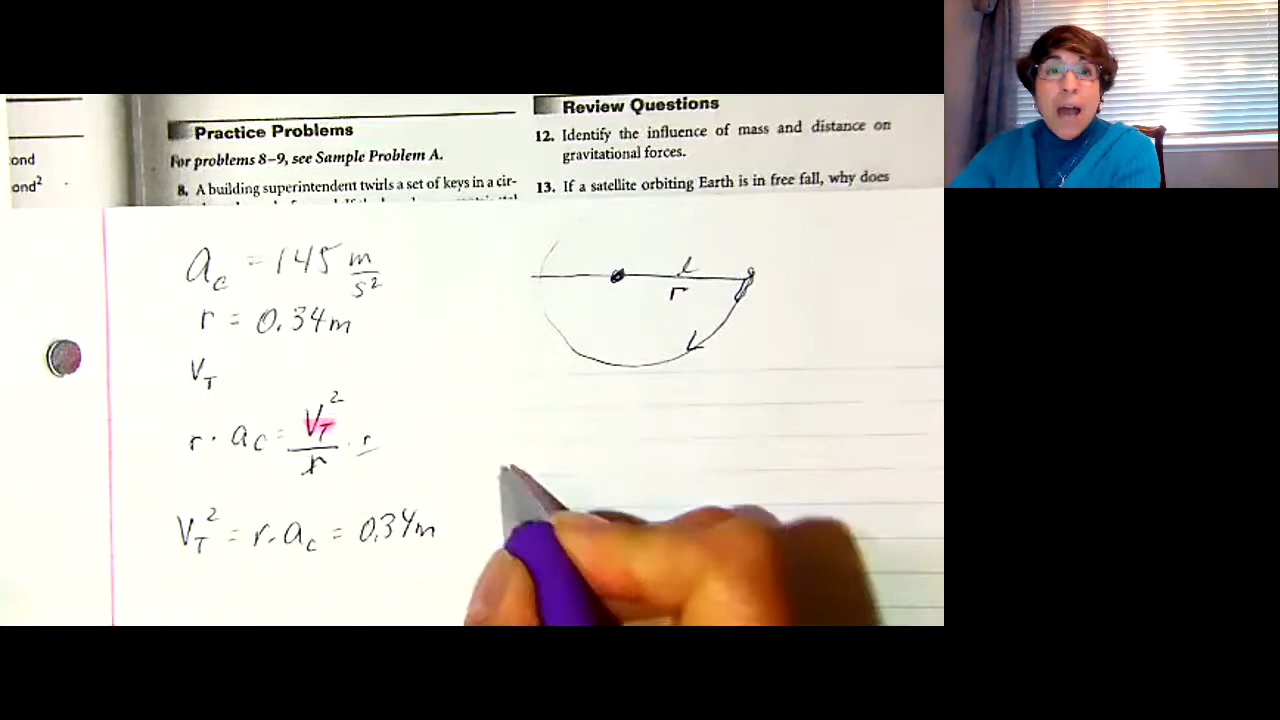 ond
ond²
Practice Problems
For problems 8–9, see Sample Problem A.
8. A building superintendent twirls a set of keys in a cir-
Review Questions
12. Identify the influence of mass and distance on
gravitational forces.
13. If a satellite orbiting Earth is in free fall, why does
a_c = 145 m/s²
r = 0.34m
V_T
r · a_c = V_T²/r · r
V_T² = r · a_c = 0.34m
l
r